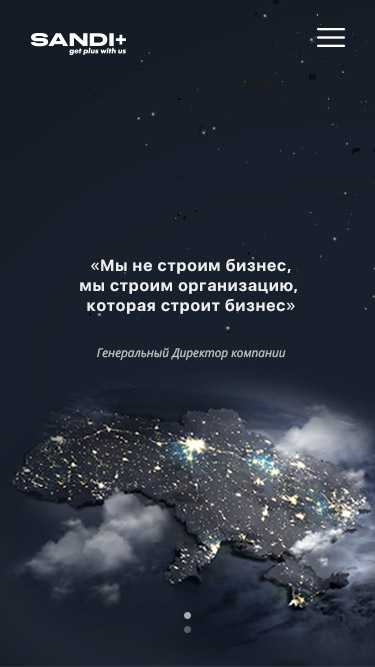 SANDI+
get plus with us
«Мы не строим бизнес,
мы строим организацию,
которая строит бизнес»
Генеральный Директор компании